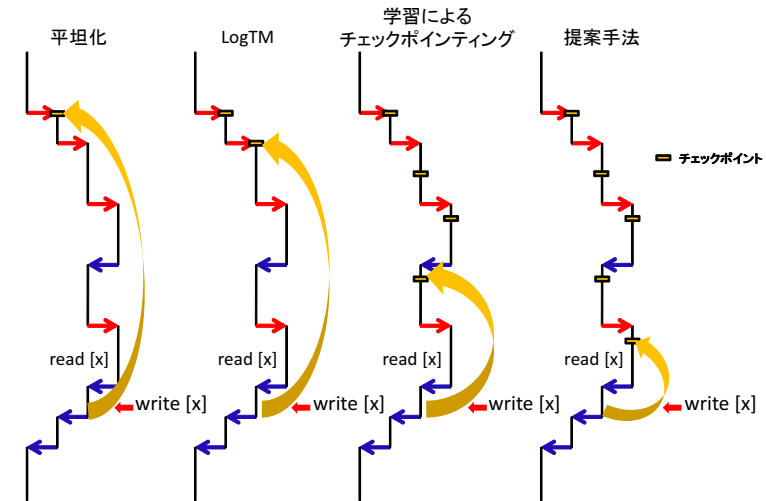 平坦化
LogTM
学習による
チェックポインティング
提案手法
チェックポイント
read [x]
write [x]
read [x]
write [x]
read [x]
write [x]
read [x]
write [x]